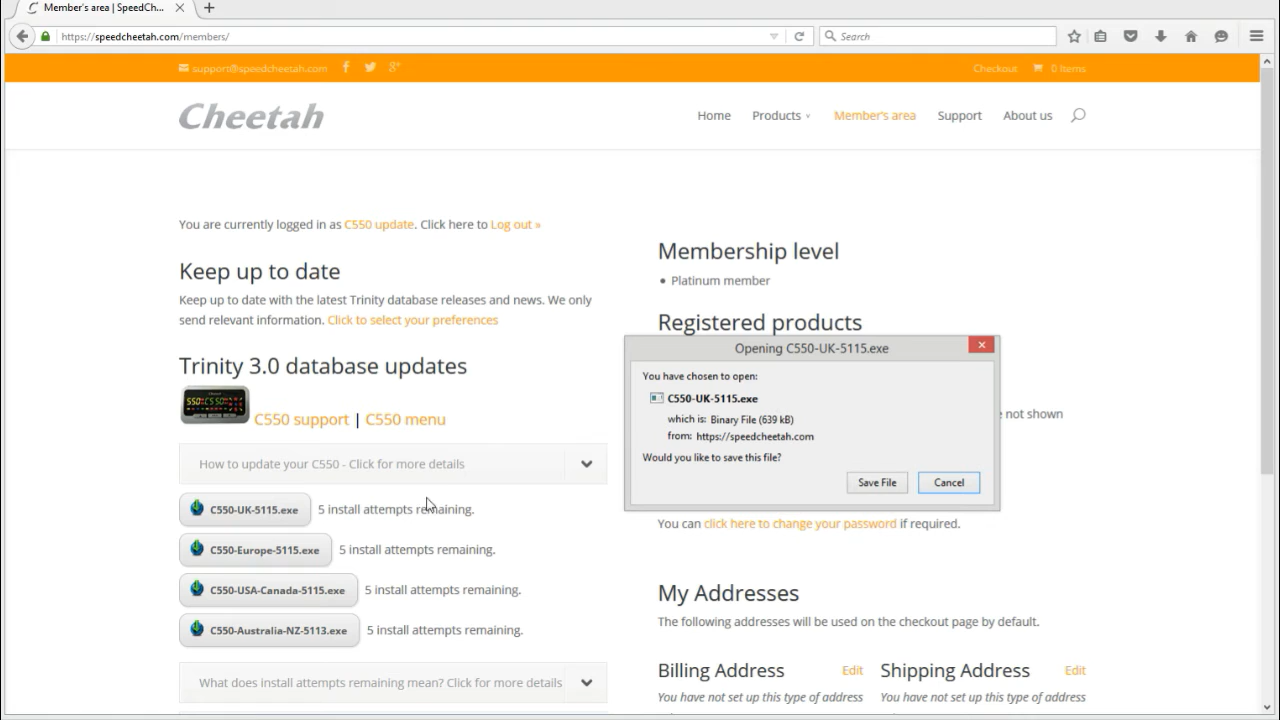 Member's area | SpeedCh...
https://speedcheetah.com/members/
Search
support@speedcheetah.com
Checkout
0 Items
Cheetah
Home
Products
Member's area
Support
About us
You are currently logged in as C550 update. Click here to Log out »
Keep up to date
Keep up to date with the latest Trinity database releases and news. We only
send relevant information. Click to select your preferences
Trinity 3.0 database updates
C550 support | C550 menu
How to update your C550 - Click for more details
C550-UK-5115.exe
5 install attempts remaining.
C550-Europe-5115.exe
5 install attempts remaining.
C550-USA-Canada-5115.exe
5 install attempts remaining.
C550-Australia-NZ-5113.exe
5 install attempts remaining.
What does install attempts remaining mean? Click for more details
Membership level
• Platinum member
Registered products
Opening C550-UK-5115.exe
You have chosen to open:
C550-UK-5115.exe
which is: Binary File (639 kB)
from: https://speedcheetah.com
Would you like to save this file?
Save File
Cancel
not shown
You can click here to change your password if required.
My Addresses
The following addresses will be used on the checkout page by default.
Billing Address
Edit
You have not set up this type of address
Shipping Address
Edit
You have not set up this type of address